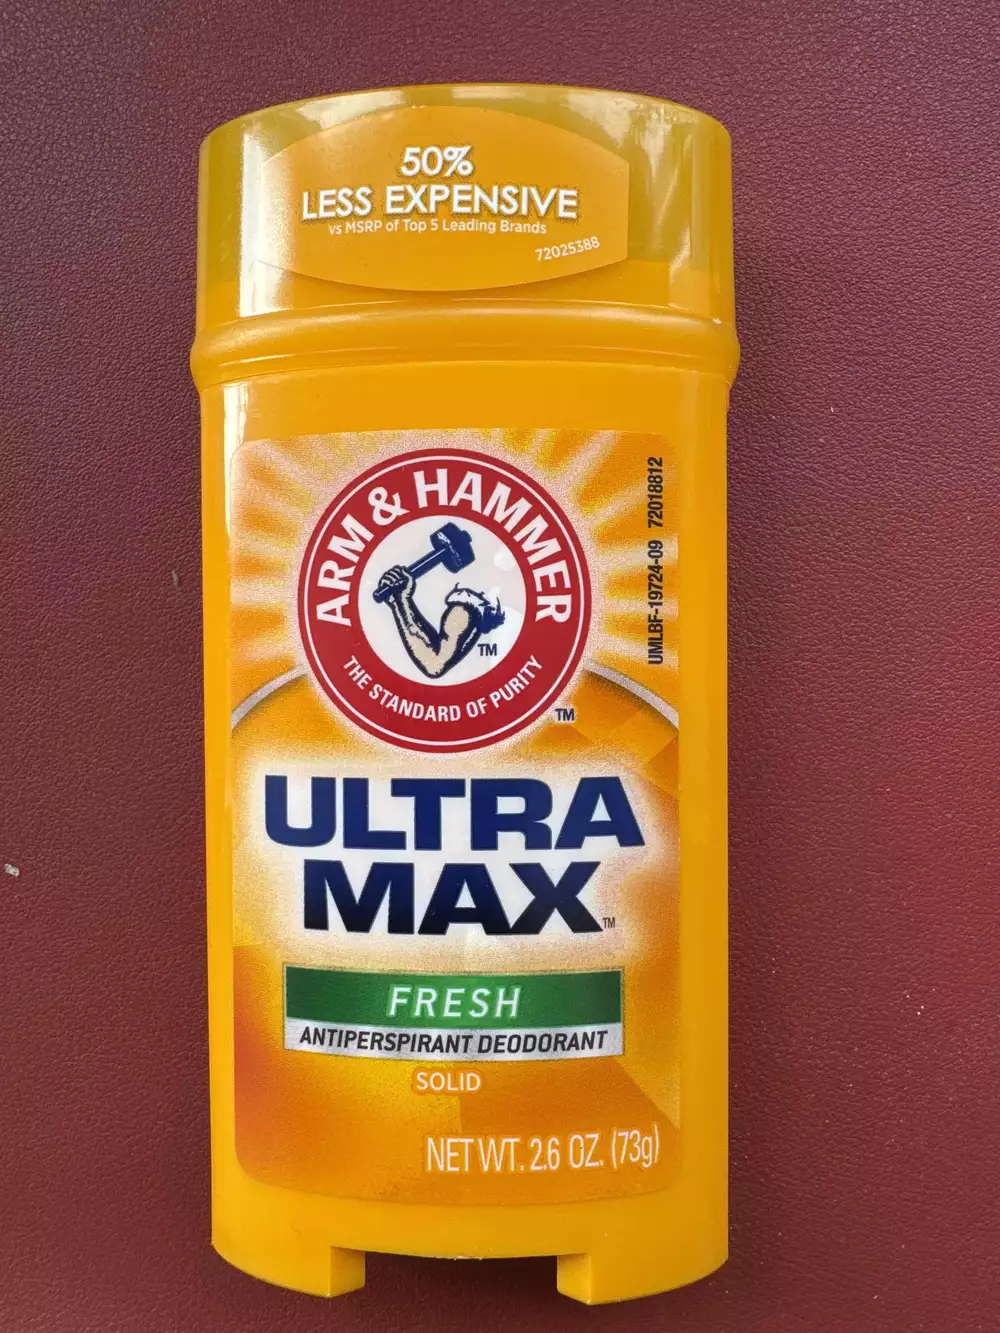 50%
LESS EXPENSIVE
vs MSRP of Top 5 Leading Brands
72025388
ARM & HAMMER
THE STANDARD OF PURITY
TM
TM
UMLBF-19724-09 72018812
ULTRA
MAX
TM
FRESH
ANTIPERSPIRANT DEODORANT
SOLID
NET WT. 2.6 OZ. (73g)